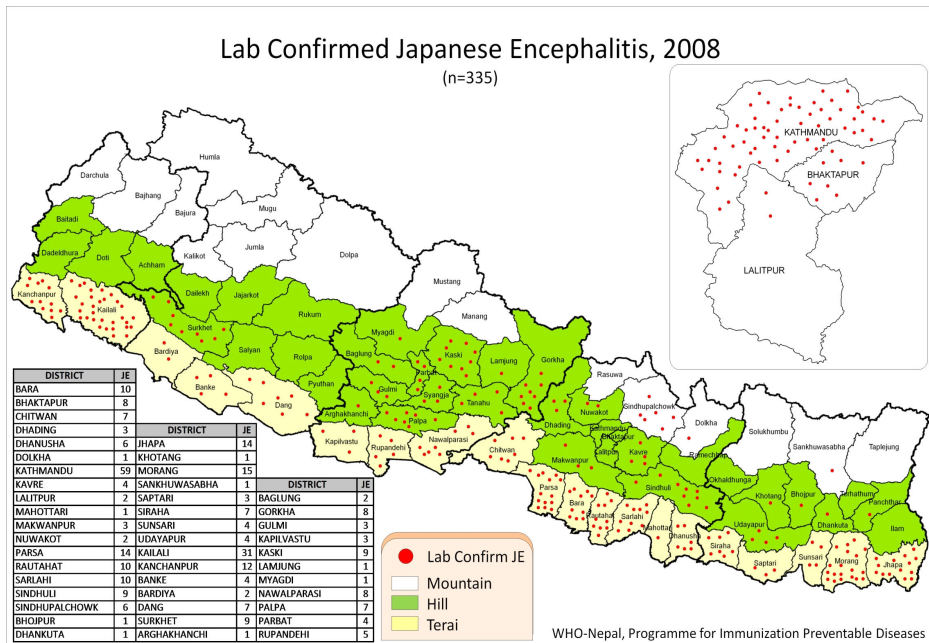 Lab Confirmed Japanese Encephalitis, 2008
(n=335)
KATHMANDU
BHAKTAPUR
LALITPUR
Humla
Darchula
Bajhang
Mugu
Bajura
Baitadi
Jumla
Dolpa
Dadeldhura
Doti
Achham
Kalikot
Mustang
Kanchanpur
Kailali
Dailekh
Jajarkot
Manang
Rukum
Surkhet
Myagdi
Salyan
Rolpa
Baglung
Kaski
Lamjung
Gorkha
Bardiya
Parbat
Rasuwa
Banke
Pyuthan
Gulmi
Syangja
Tanahu
Sindhupalchowk
Dang
Arghakhanchi
Palpa
Nuwakot
Dhading
Dolkha
Solukhumbu
Sankhuwasabha
Taplejung
Kapilvastu
Rupandehi
Nawalparasi
Chitwan
Kathmandu
Bhaktapur
Lalitpur
Kavre
Ramechhap
Makwanpur
Okhaldhunga
Khotang
Bhojpur
Terhathum
Panchthar
Parsa
Bara
Rautahat
Sarlahi
Sindhuli
Mahottari
Dhanusha
Siraha
Udayapur
Dhankuta
Ilam
Saptari
Sunsari
Morang
Jhapa
DISTRICT JE
BARA 10
BHAKTAPUR 8
CHITWAN 7
DHADING 3
DHANUSHA 6
DOLKHA 1
KATHMANDU 59
KAVRE 4
LALITPUR 2
MAHOTTARI 1
MAKWANPUR 3
NUWAKOT 2
PARSA 14
RAUTAHAT 10
SARLAHI 10
SINDHULI 9
SINDHUPALCHOWK 6
BHOJPUR 1
DHANKUTA 1
DISTRICT JE
JHAPA 14
KHOTANG 1
MORANG 15
SANKHUWASABHA 1
SAPTARI 3
SIRAHA 7
SUNSARI 4
UDAYAPUR 4
KAILALI 31
KANCHANPUR 12
BANKE 4
BARDIYA 2
DANG 7
SURKHET 9
ARGHAKHANCHI 1
DISTRICT JE
BAGLUNG 2
GORKHA 8
GULMI 3
KAPILVASTU 3
KASKI 9
LAMJUNG 1
MYAGDI 1
NAWALPARASI 8
PALPA 7
PARBAT 4
RUPANDEHI 5
Lab Confirm JE
Mountain
Hill
Terai
WHO-Nepal, Programme for Immunization Preventable Diseases